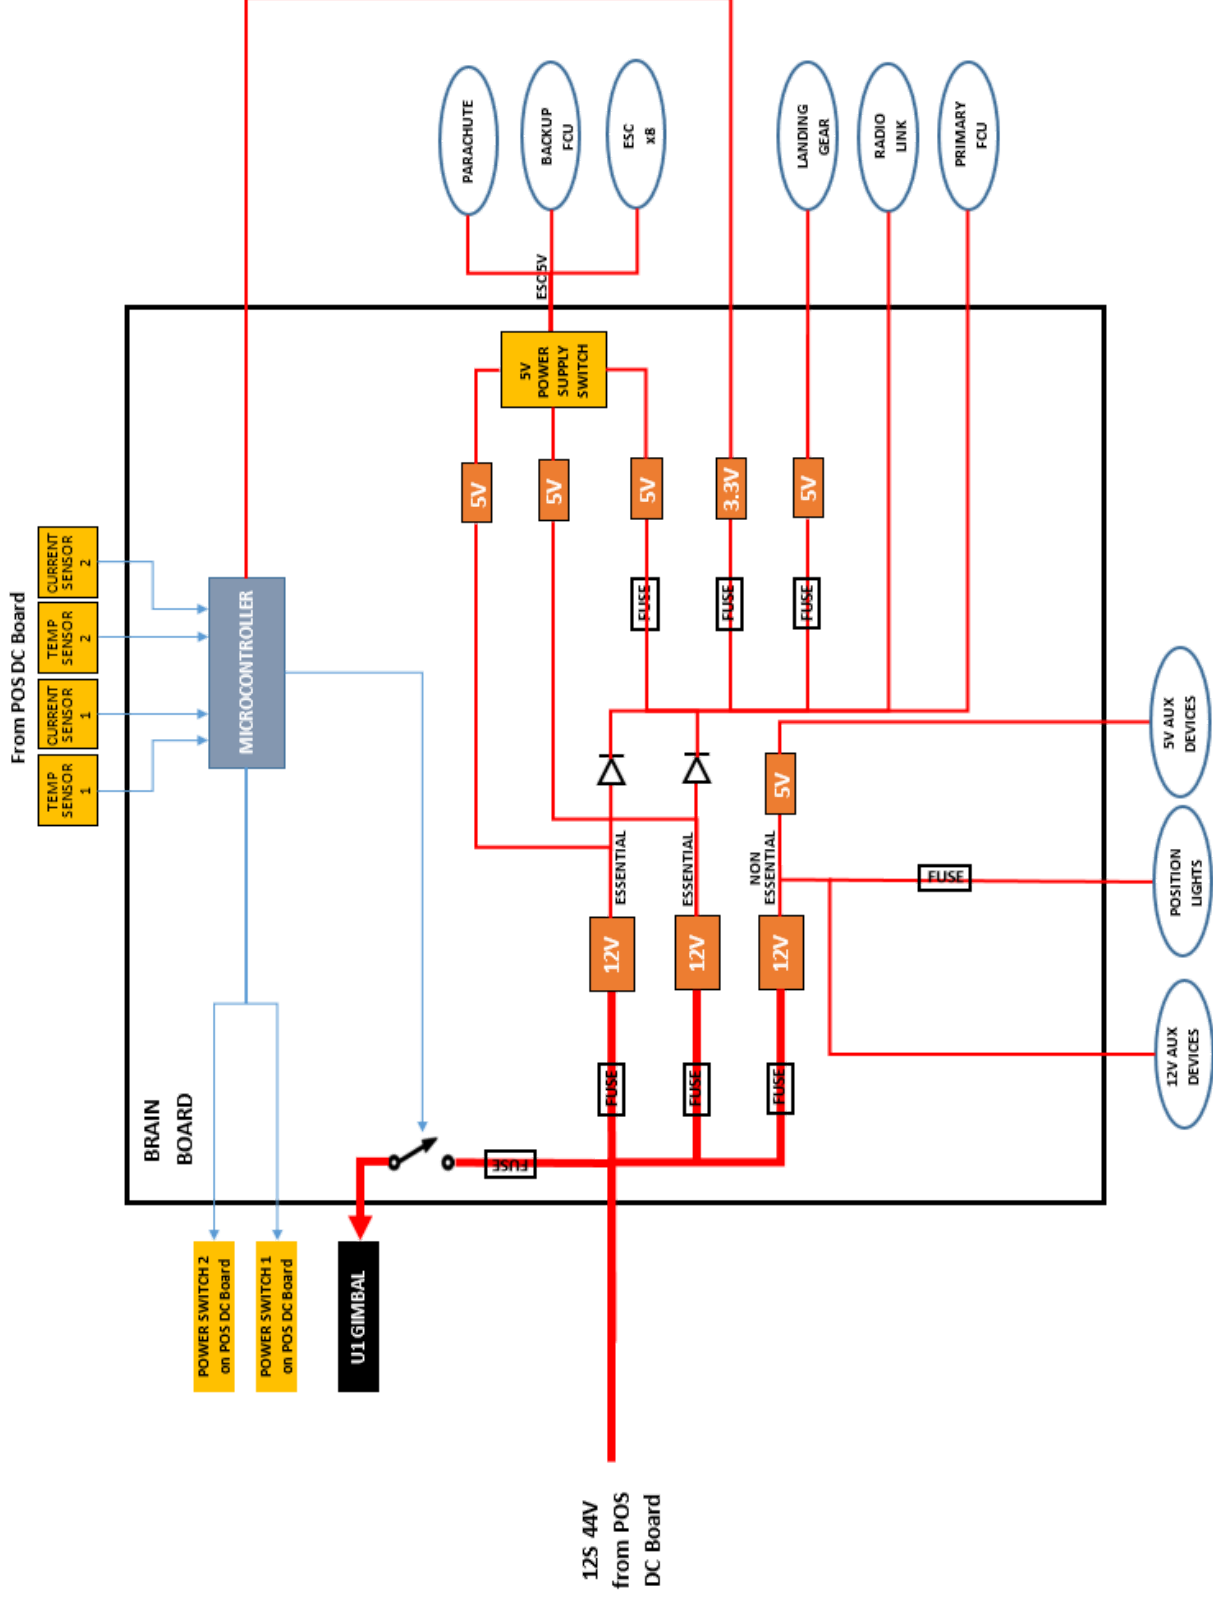 From POS DC Board
TEMP
SENSOR
1
CURRENT
SENSOR
1
TEMP
SENSOR
2
CURRENT
SENSOR
2
MICROCONTROLLER
BRAIN
BOARD
POWER SWITCH 2
on POS DC Board
POWER SWITCH 1
on POS DC Board
U1 GIMBAL
FUSE
12S 44V
from POS
DC Board
FUSE
FUSE
FUSE
12V
12V
12V
ESSENTIAL
ESSENTIAL
NON
ESSENTIAL
5V
FUSE
FUSE
FUSE
FUSE
5V
5V
5V
3.3V
5V
5V
POWER
SUPPLY
SWITCH
ESC 5V
PARACHUTE
BACKUP
FCU
ESC
x8
LANDING
GEAR
RADIO
LINK
PRIMARY
FCU
12V AUX
DEVICES
POSITION
LIGHTS
5V AUX
DEVICES